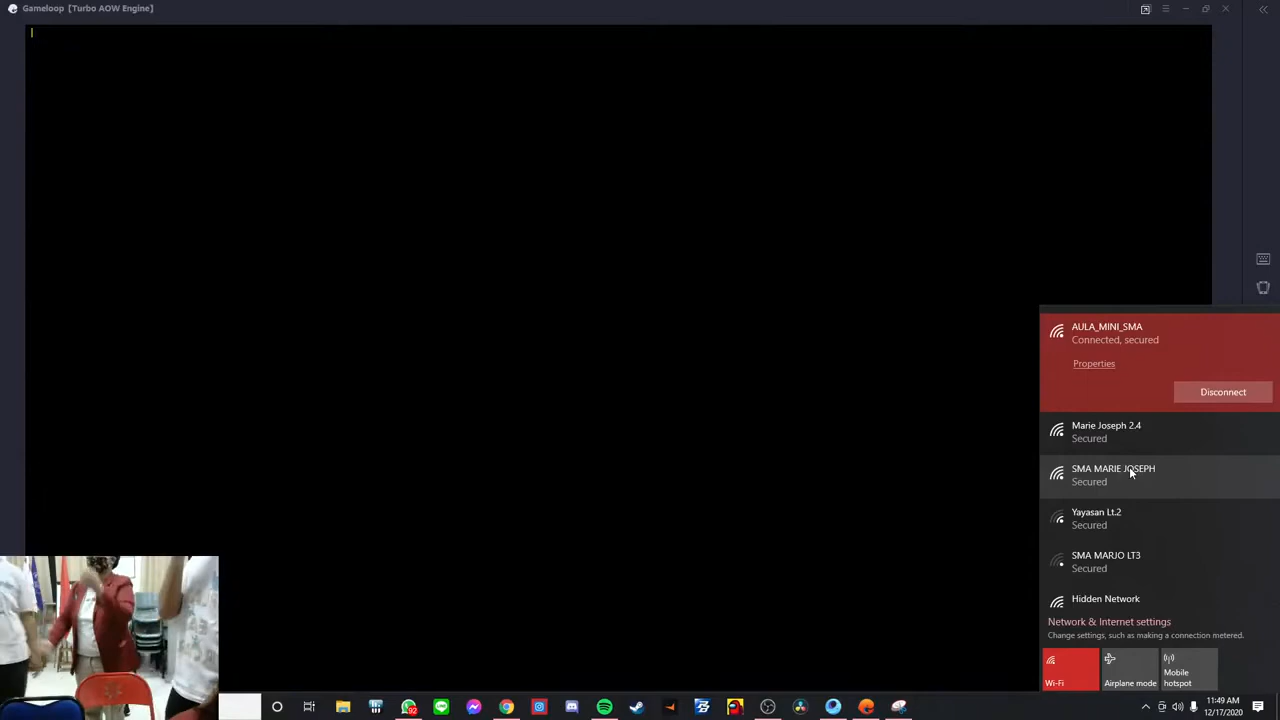 Gameloop [Turbo AOW Engine]
AULA_MINI_SMA
Connected, secured
Properties
Disconnect
Marie Joseph 2.4
Secured
SMA MARIE JOSEPH
Secured
Yayasan Lt.2
Secured
SMA MARJO LT3
Secured
Hidden Network
Network & Internet settings
Change settings, such as making a connection metered.
Wi-Fi
Airplane mode
Mobile hotspot
92
11:49 AM
12/17/2020